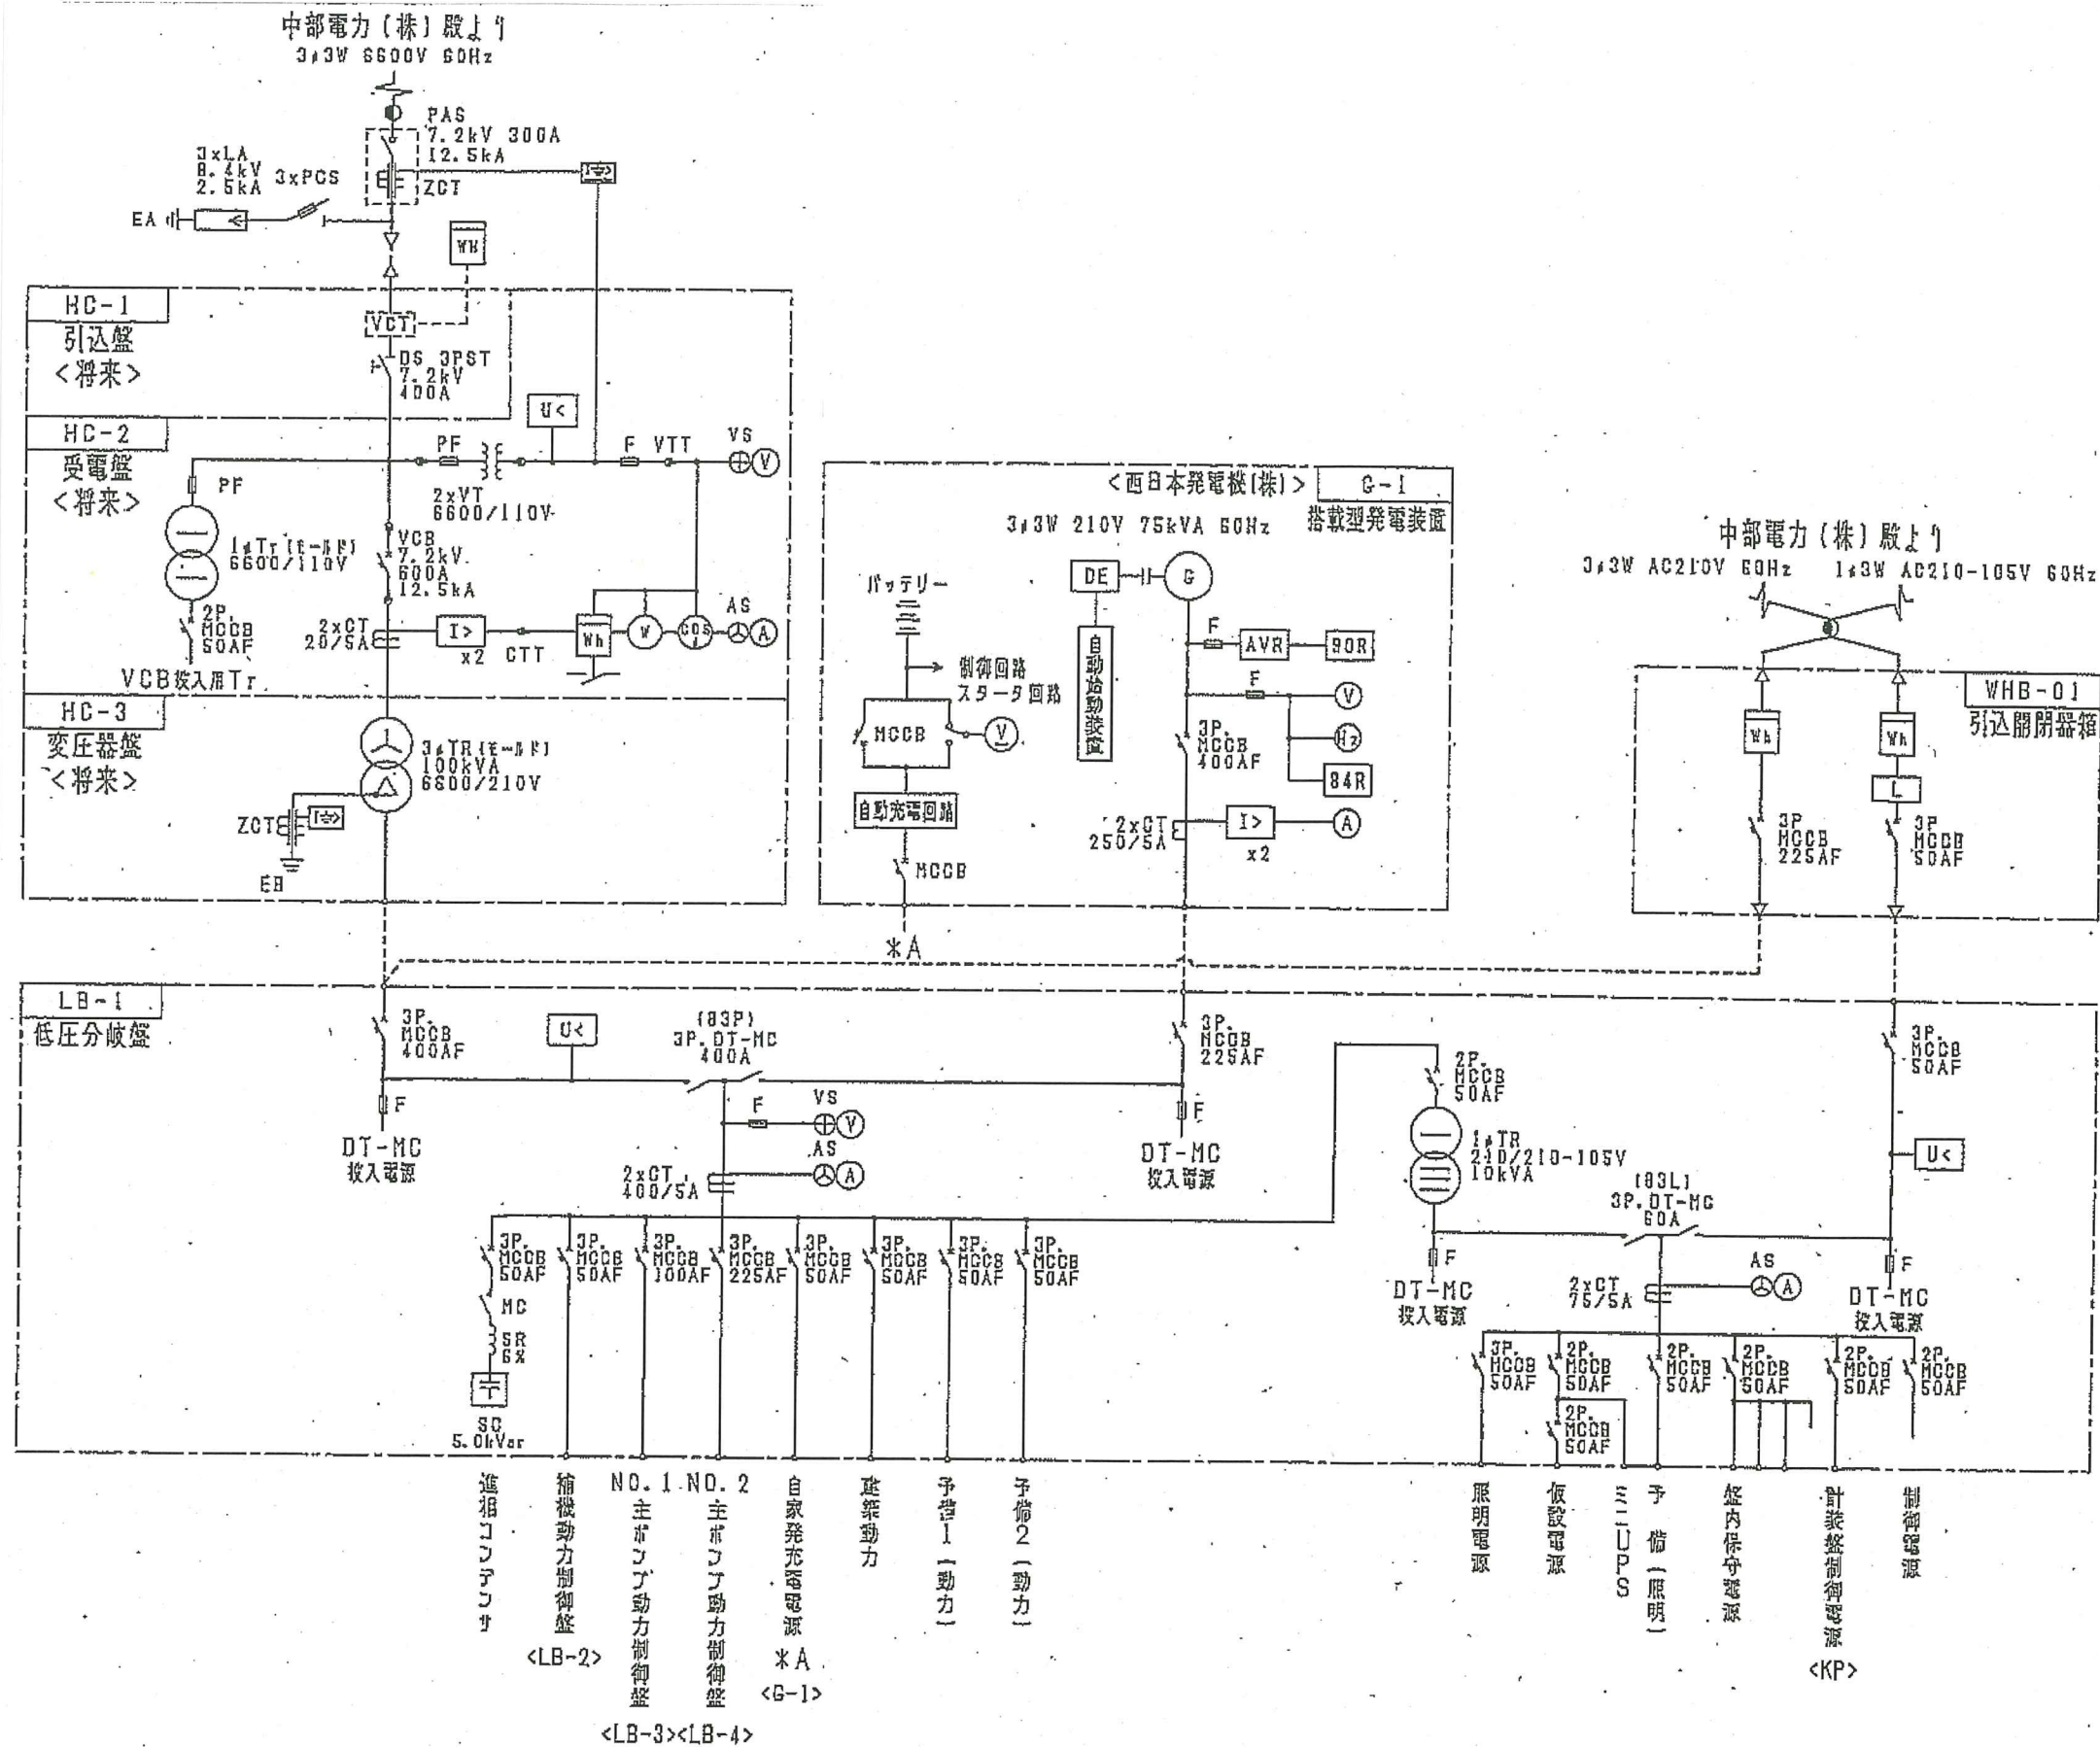 中部電力(株)殿より
3φ3W 6600V 60Hz
PAS
7.2kV 300A
12.5kA
ZCT
3xLA
8.4kV
2.5kA
3xPCS
EA
Wh
HC-1
引込盤
<将来>
VCT
DS 3PST
7.2kV
400A
HC-2
受電盤
<将来>
U<
PF
F
VTT
VS
V
PF
2xVT
6600/110V
1φTr(モールド)
6600/110V
VCB
7.2kV
600A
12.5kA
2P.
MCCB
50AF
VCB投入用Tr
2xCT
20/5A
I>
x2
CTT
Wh
W
COS
AS
A
HC-3
変圧器盤
<将来>
3φTR(モールド)
100kVA
6600/210V
ZCT
I⏚>
EB
<西日本発電機(株)>
G-1
搭載型発電装置
3φ3W 210V 75kVA 60Hz
DE
G
バッテリー
制御回路
スタータ回路
自動始動装置
F
AVR
90R
F
V
Hz
84R
MCCB
V
3P.
MCCB
400AF
自動充電回路
2xCT
250/5A
I>
x2
A
MCCB
*A
中部電力(株)殿より
3φ3W AC210V 60Hz
1φ3W AC210-105V 60Hz
WHB-01
引込開閉器箱
Wh
Wh
L
3P
MCCB
225AF
3P
MCCB
50AF
LB-1
低圧分岐盤
3P.
MCCB
400AF
U<
(83P)
3P.DT-MC
400A
3P.
MCCB
225AF
F
DT-MC
投入電源
F
VS
V
AS
A
2xCT
400/5A
F
DT-MC
投入電源
2P.
MCCB
50AF
1φTR
210/210-105V
10kVA
3P.
MCCB
50AF
U<
(83L)
3P.DT-MC
60A
F
DT-MC
投入電源
2xCT
75/5A
AS
A
F
DT-MC
投入電源
3P.
MCCB
50AF
3P.
MCCB
50AF
3P.
MCCB
100AF
3P.
MCCB
225AF
3P.
MCCB
50AF
3P.
MCCB
50AF
3P.
MCCB
50AF
3P.
MCCB
50AF
MC
SR
6%
SC
5.0kVar
3P.
MCCB
50AF
2P.
MCCB
50AF
2P.
MCCB
50AF
2P.
MCCB
50AF
2P.
MCCB
50AF
2P.
MCCB
50AF
2P.
MCCB
50AF
進相コンデンサ
補機動力制御盤
<LB-2>
NO.1
主ポンプ動力制御盤
<LB-3>
NO.2
主ポンプ動力制御盤
<LB-4>
自家発充電電源
*A
<G-1>
建築動力
予備1(動力)
予備2(動力)
照明電源
仮設電源
ミニUPS
予備(照明)
盤内保守電源
計装盤制御電源
<KP>
制御電源